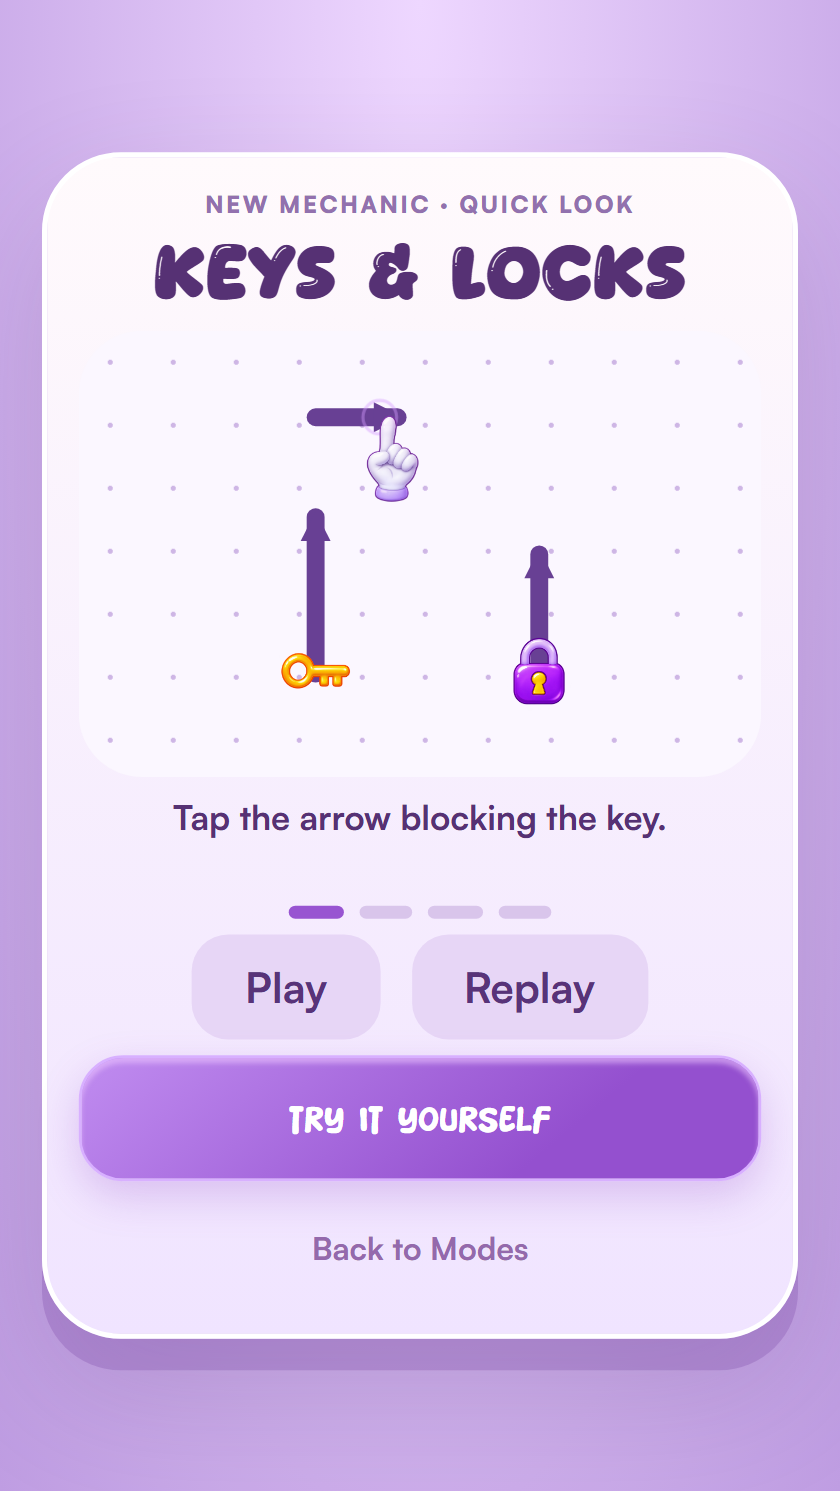 NEW MECHANIC • QUICK LOOK
KEYS & LOCKS
Tap the arrow blocking the key.
Play
Replay
TRY IT YOURSELF
Back to Modes